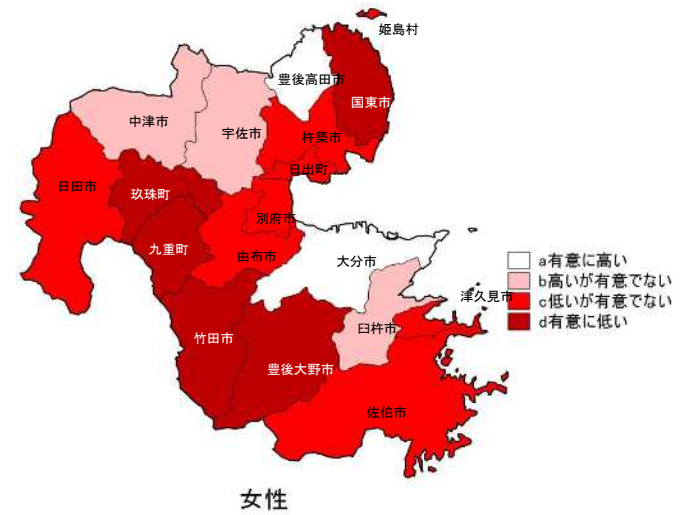 姫島村
豊後高田市
国東市
中津市
宇佐市
杵築市
日出町
日田市
玖珠町
別府市
九重町
由布市
大分市
a有意に高い
b高いが有意でない
c低いが有意でない
d有意に低い
津久見市
臼杵市
竹田市
豊後大野市
佐伯市
女性